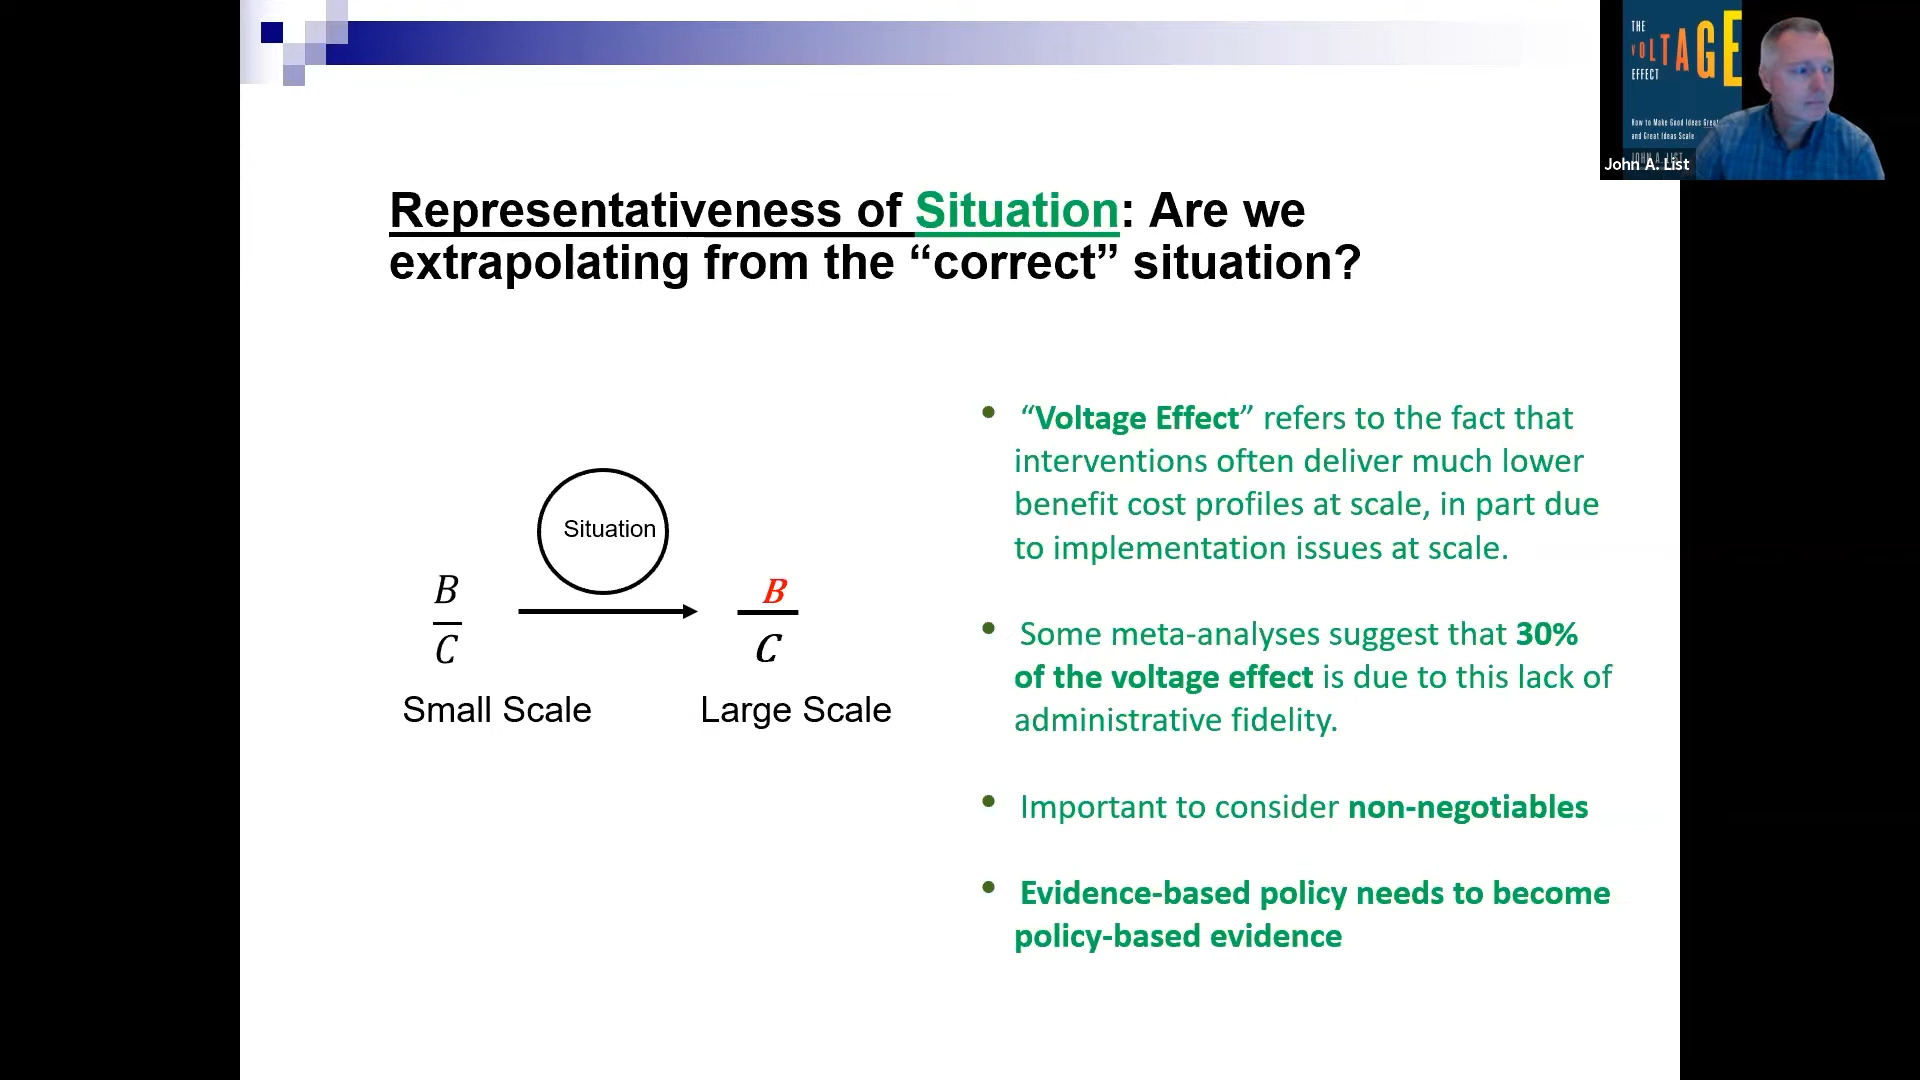 THE
VOLTAGE
EFFECT
How to Make Good Ideas Great
and Great Ideas Scale
JOHN A. LIST
John A. List
Representativeness of Situation: Are we
extrapolating from the “correct” situation?
Situation
B
C
B
C
Small Scale
Large Scale
• “Voltage Effect” refers to the fact that
interventions often deliver much lower
benefit cost profiles at scale, in part due
to implementation issues at scale.
• Some meta-analyses suggest that 30%
of the voltage effect is due to this lack of
administrative fidelity.
• Important to consider non-negotiables
• Evidence-based policy needs to become
policy-based evidence